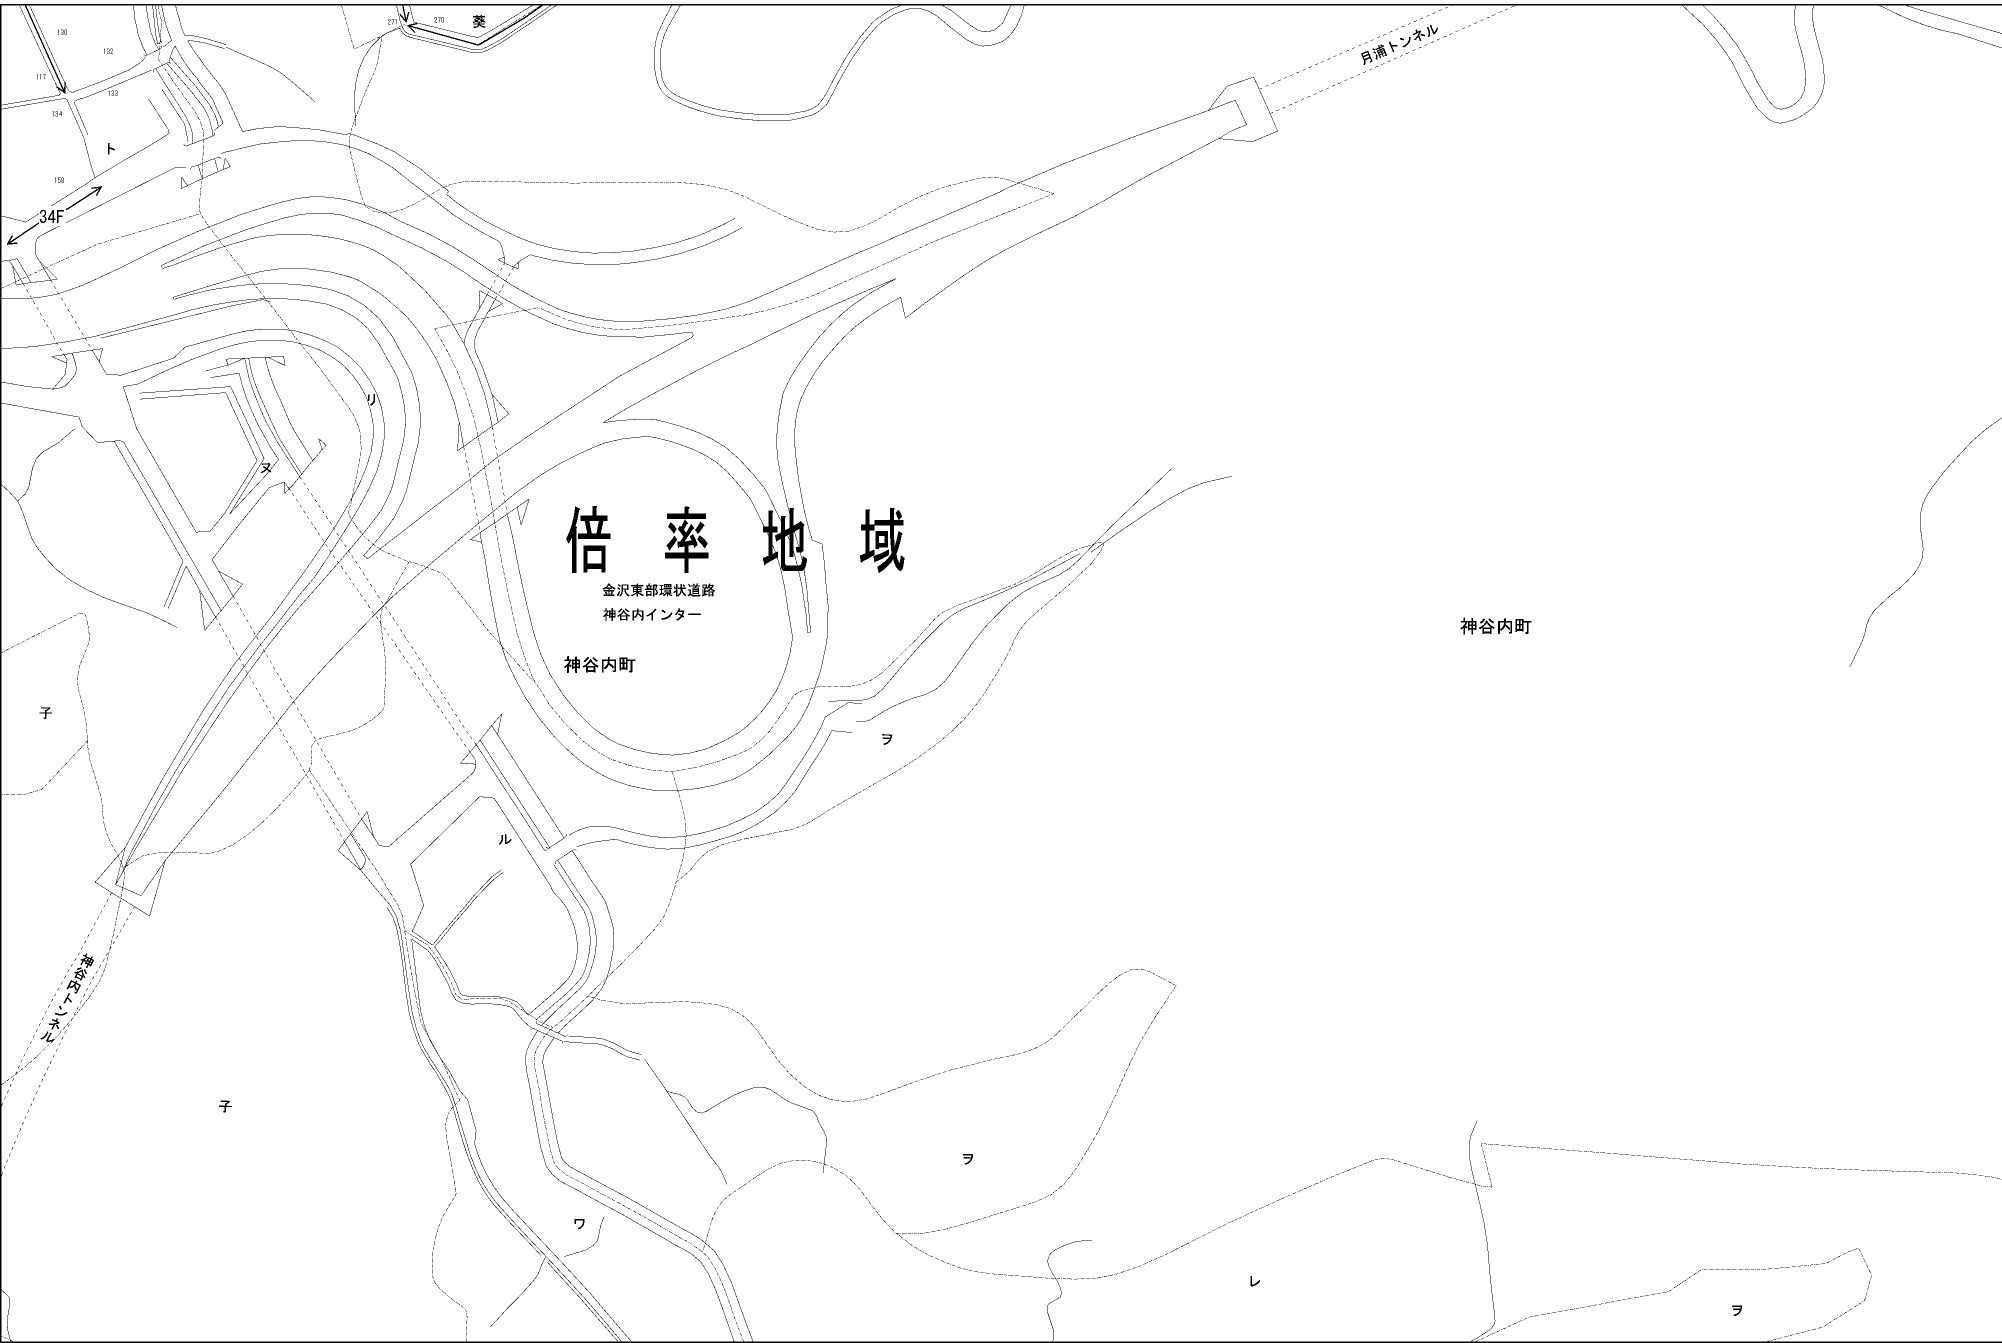 271
270
葵
130
132
117
133
134
ト
158
34F
月浦トンネル
リ
ヌ
倍率地域
金沢東部環状道路
神谷内インター
神谷内町
神谷内町
子
ヲ
ル
神谷内トンネル
子
ヲ
ワ
レ
ヲ